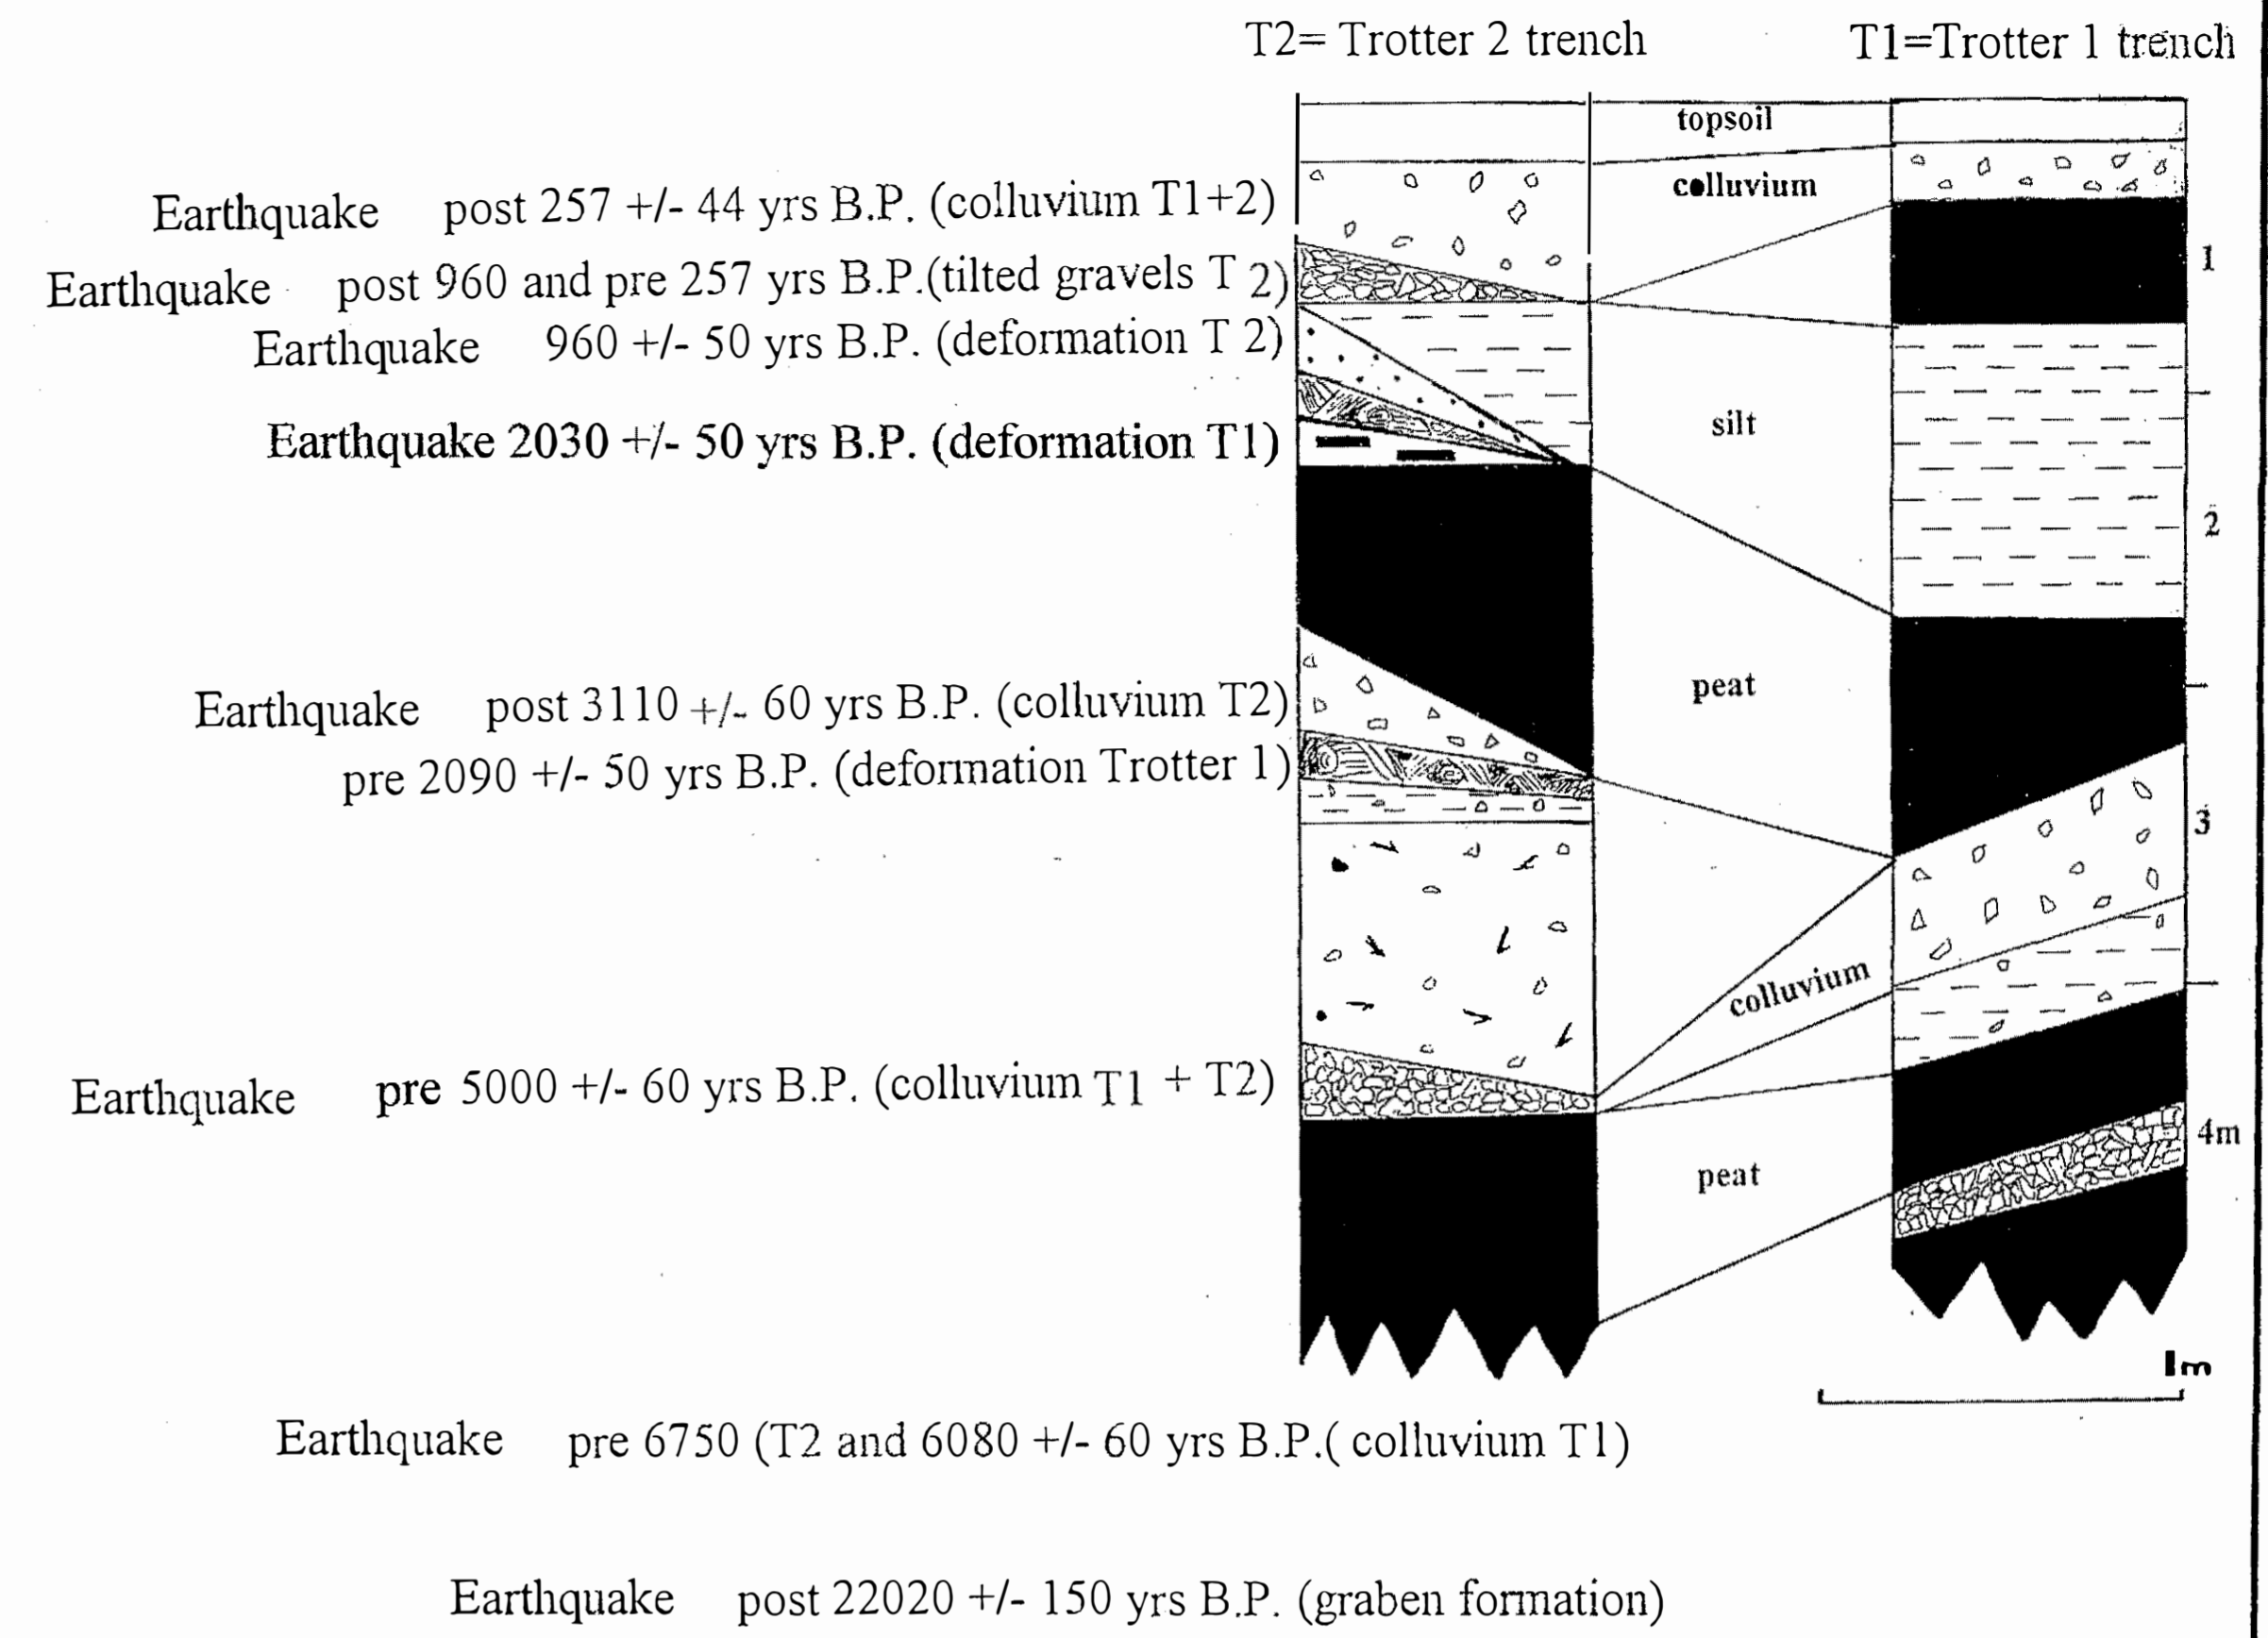 T2= Trotter 2 trench
T1=Trotter 1 trench
topsoil
colluvium
Earthquake post 257 +/- 44 yrs B.P. (colluvium T1+2)
Earthquake post 960 and pre 257 yrs B.P.(tilted gravels T 2)
1
Earthquake 960 +/- 50 yrs B.P. (deformation T 2)
Earthquake 2030 +/- 50 yrs B.P. (deformation T1)
silt
2
Earthquake post 3110 +/- 60 yrs B.P. (colluvium T2)
peat
pre 2090 +/- 50 yrs B.P. (deformation Trotter 1)
3
colluvium
Earthquake pre 5000 +/- 60 yrs B.P. (colluvium T1 + T2)
4m
peat
1m
Earthquake pre 6750 (T2 and 6080 +/- 60 yrs B.P.( colluvium T1)
Earthquake post 22020 +/- 150 yrs B.P. (graben formation)